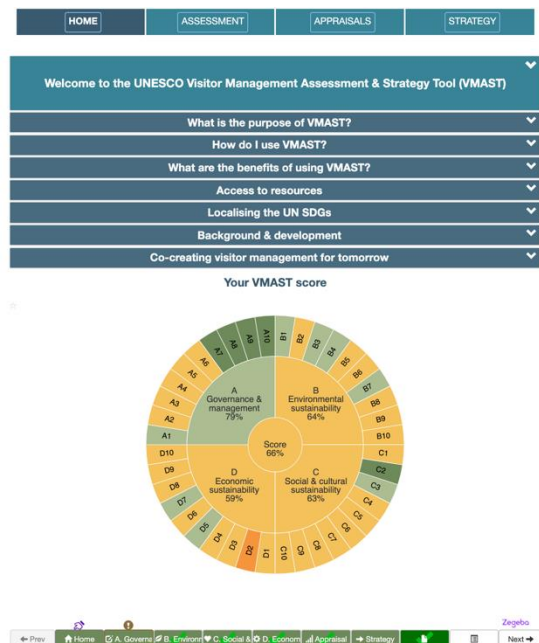 HOME
ASSESSMENT
APPRAISALS
STRATEGY
Welcome to the UNESCO Visitor Management Assessment & Strategy Tool (VMAST)
What is the purpose of VMAST?
How do I use VMAST?
What are the benefits of using VMAST?
Access to resources
Localising the UN SDGs
Background & development
Co-creating visitor management for tomorrow
Your VMAST score
A
Governance &
management
79%
B
Environmental
sustainability
64%
Score
66%
D
Economic
sustainability
59%
C
Social & cultural
sustainability
63%
A1
A2
A3
A4
A5
A6
A7
A8
A9
A10
B1
B2
B3
B4
B5
B6
B7
B8
B9
B10
C1
C2
C3
C4
C5
C6
C7
C8
C9
C10
D1
D2
D3
D4
D5
D6
D7
D8
D9
D10
Zegeba
← Prev
Home
A. Governa
B. Environm
C. Social &
D. Econom
Appraisal
→ Strategy
Next →